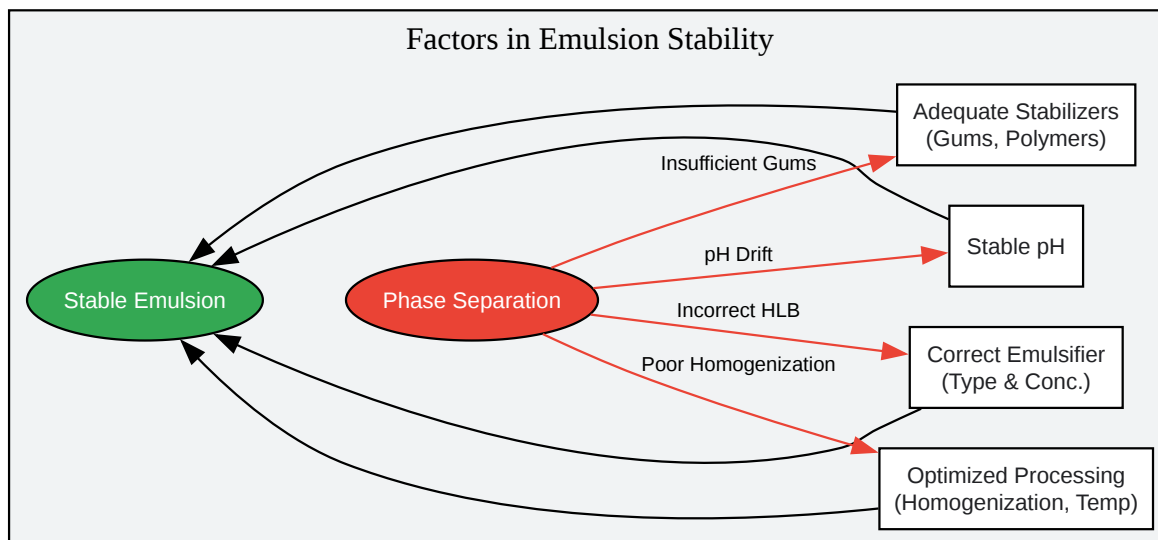 Factors in Emulsion Stability
Adequate Stabilizers
(Gums, Polymers)
Insufficient Gums
Stable pH
pH Drift
Stable Emulsion
Phase Separation
Incorrect HLB
Correct Emulsifier
(Type & Conc.)
Poor Homogenization
Optimized Processing
(Homogenization, Temp)